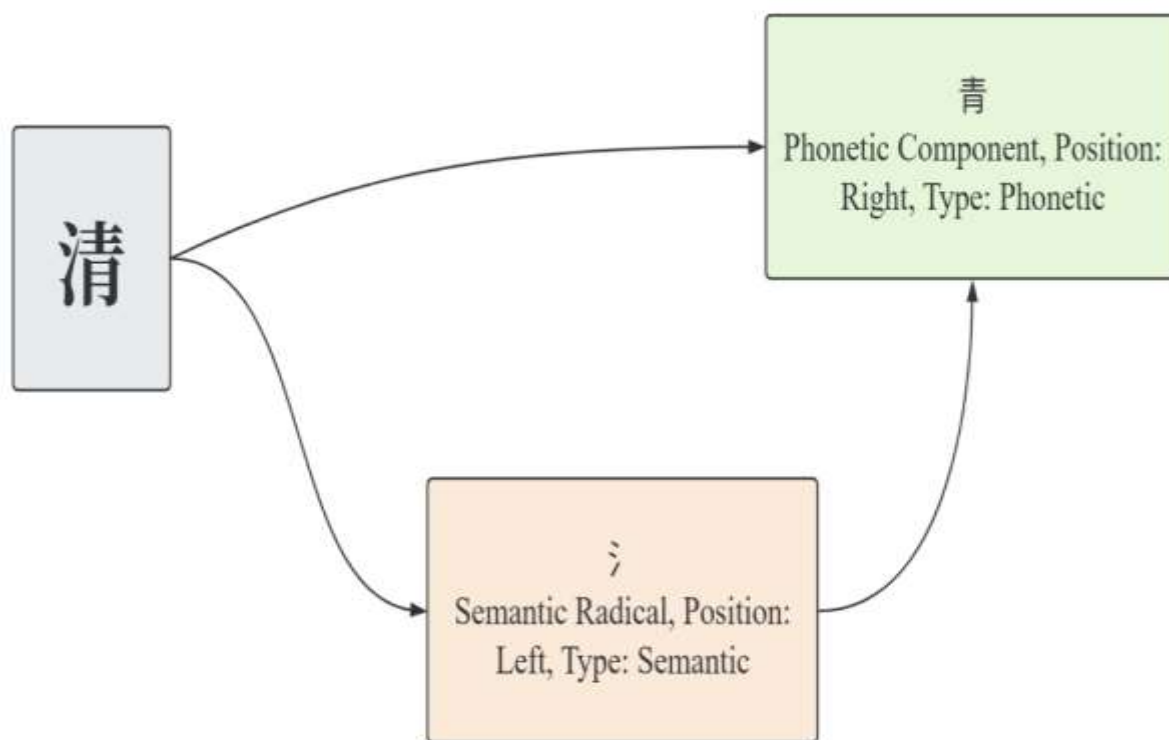 清
青
Phonetic Component, Position:
Right, Type: Phonetic
氵
Semantic Radical, Position:
Left, Type: Semantic